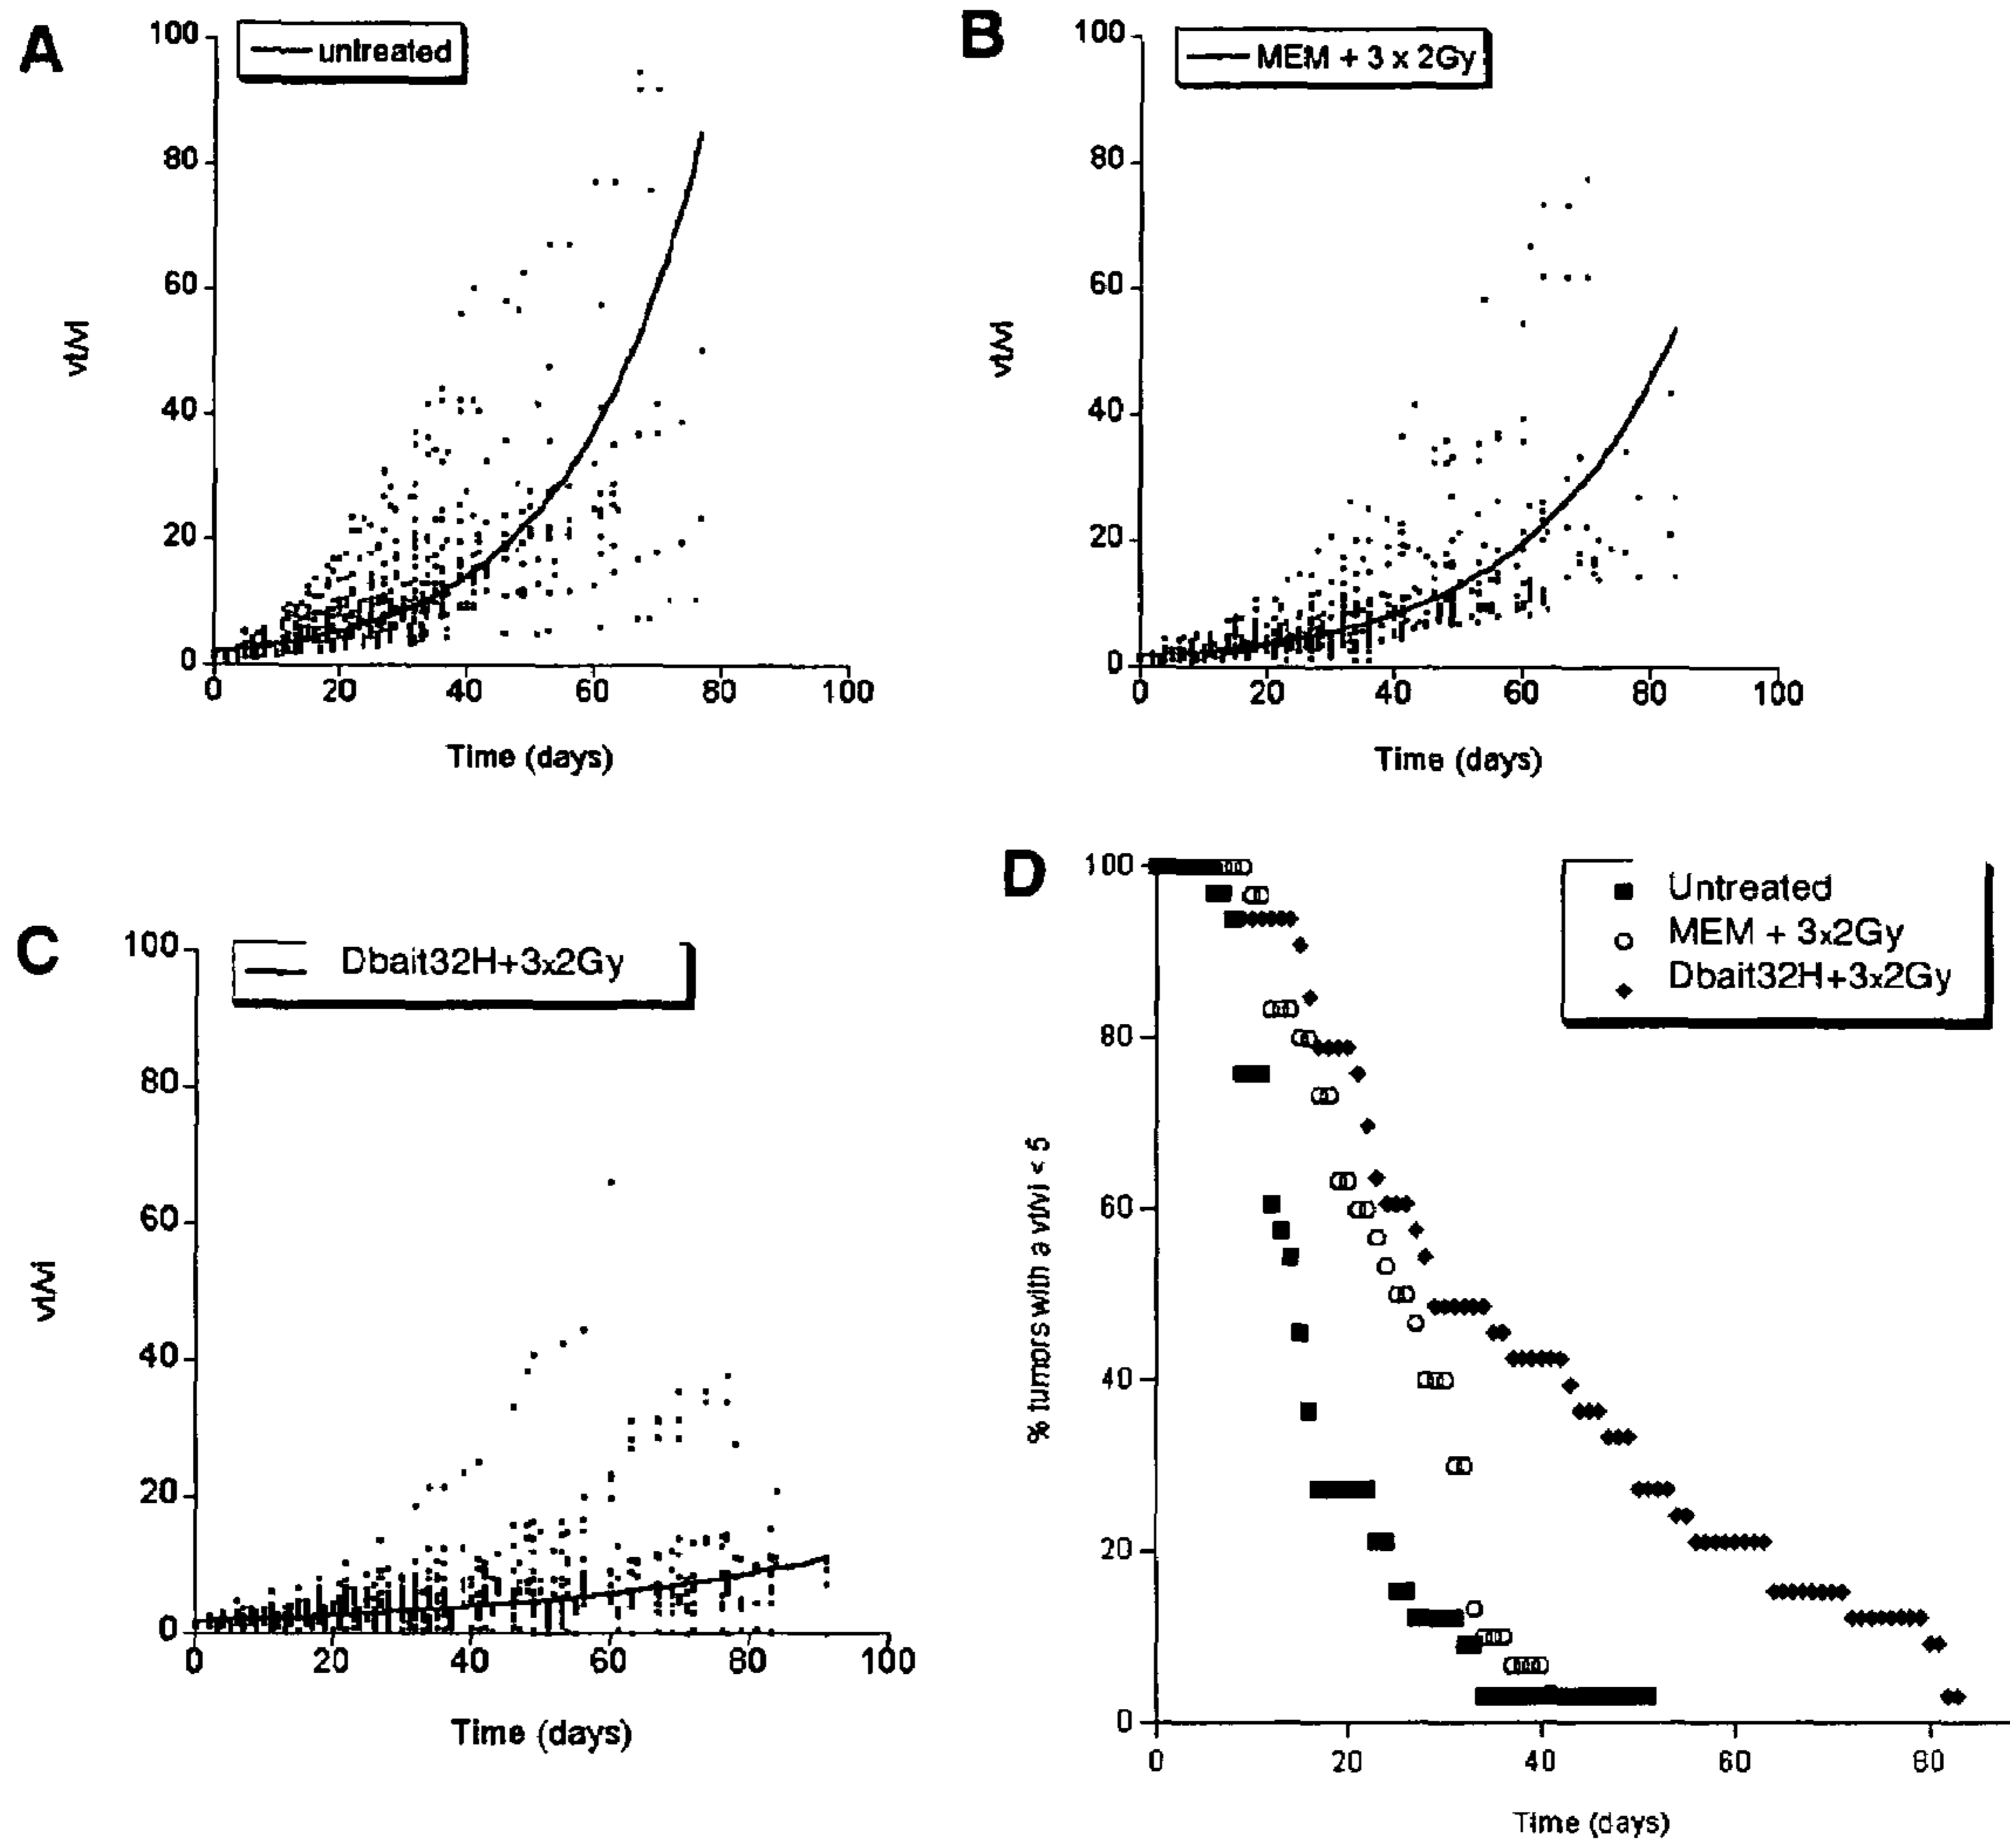 A
untreated
100
80
60
40
20
0
vt/vi
0 20 40 60 80 100
Time (days)
B
MEM + 3 x 2Gy
100
80
60
40
20
0
vt/vi
0 20 40 60 80 100
Time (days)
C
Dbait32H+3x2Gy
100
80
60
40
20
0
vt/vi
0 20 40 60 80 100
Time (days)
D
Untreated
MEM + 3x2Gy
Dbait32H+3x2Gy
100
80
60
40
20
0
% tumors with a vt/vi < 5
0 20 40 60 80
Time (days)